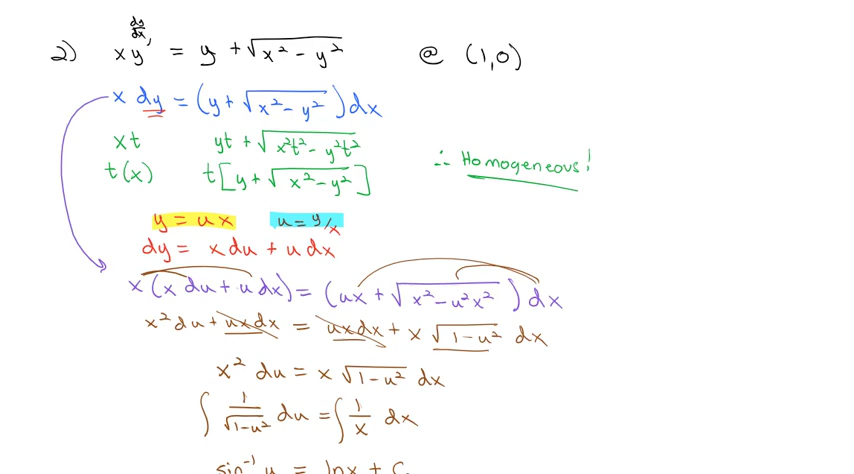 dy/dx
2) xy' = y + √(x² − y²) @ (1,0)
x dy = (y + √(x² − y²)) dx
xt yt + √(x²t² − y²t²)
∴ Homogeneous!
t(x) t[y + √(x² − y²)]
y = ux u = y/x
dy = x du + u dx
x(x du + u dx) = (ux + √(x² − u²x²)) dx
x² du + ux dx = ux dx + x √(1 − u²) dx
x² du = x √(1 − u²) dx
∫ 1/√(1 − u²) du = ∫ 1/x dx
sin⁻¹ u = ln x + C